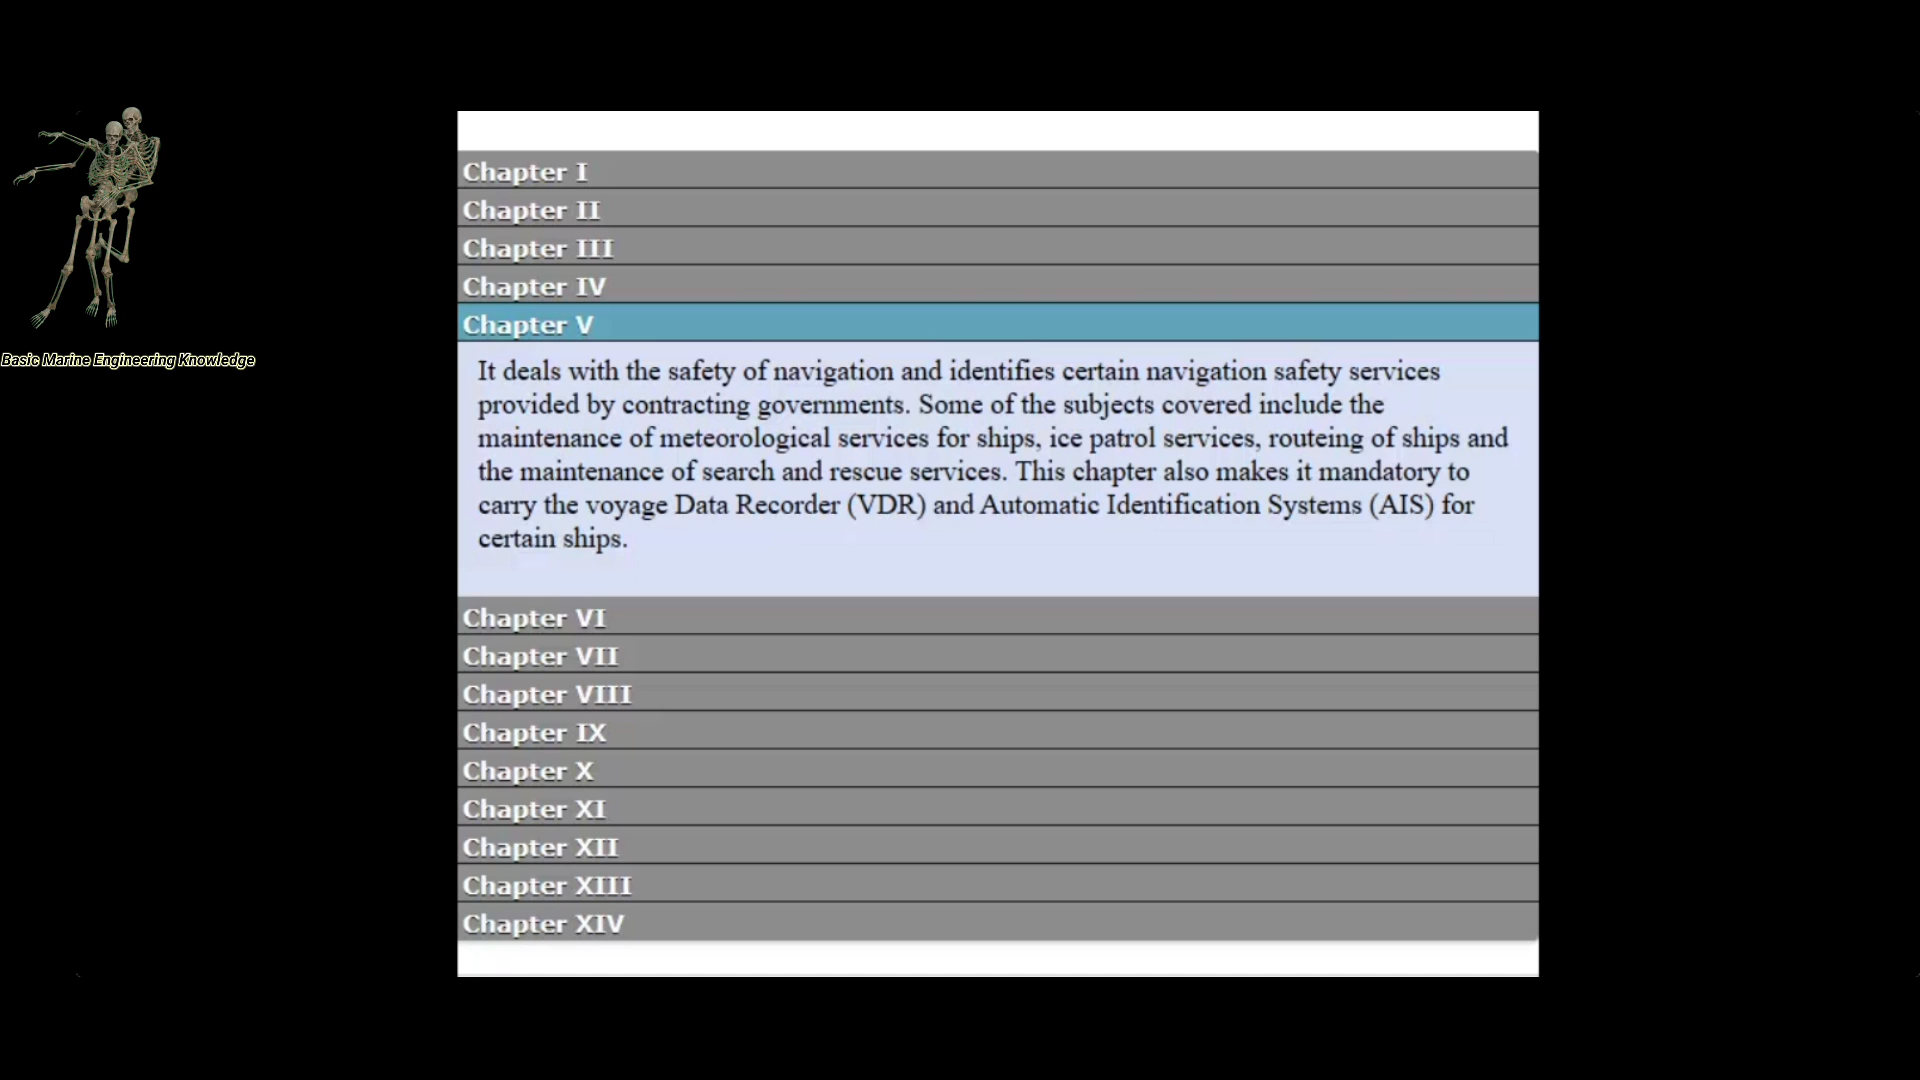 Basic Marine Engineering Knowledge
Chapter I
Chapter II
Chapter III
Chapter IV
Chapter V
It deals with the safety of navigation and identifies certain navigation safety services
provided by contracting governments. Some of the subjects covered include the
maintenance of meteorological services for ships, ice patrol services, routeing of ships and
the maintenance of search and rescue services. This chapter also makes it mandatory to
carry the voyage Data Recorder (VDR) and Automatic Identification Systems (AIS) for
certain ships.
Chapter VI
Chapter VII
Chapter VIII
Chapter IX
Chapter X
Chapter XI
Chapter XII
Chapter XIII
Chapter XIV